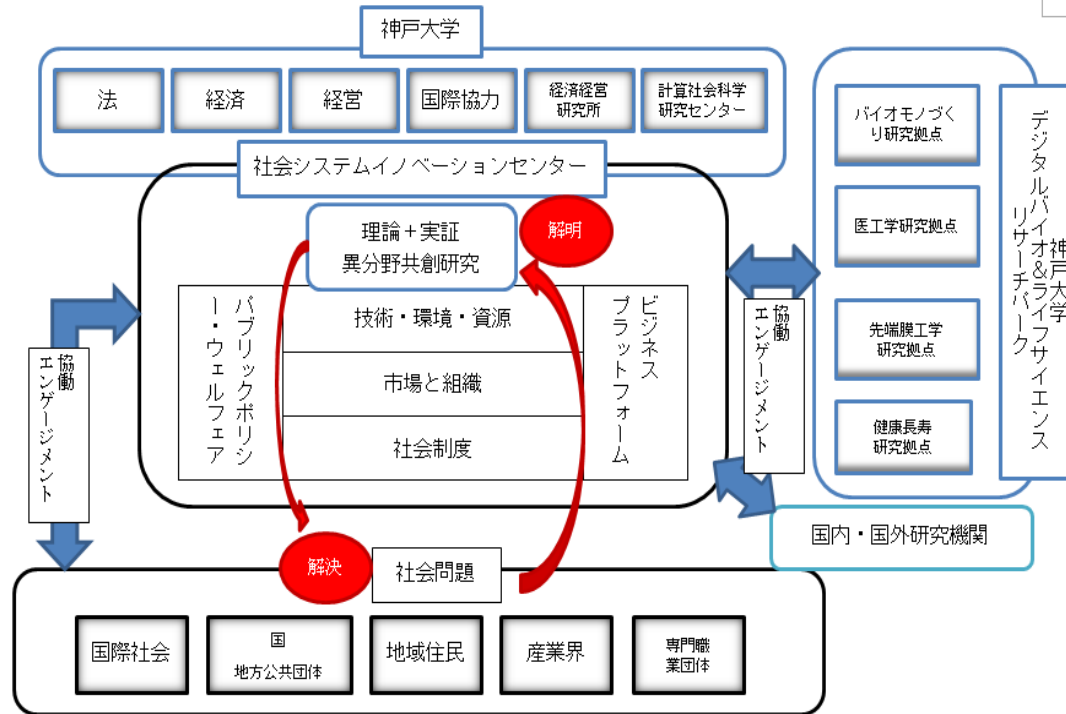 神戸大学
法
経済
経営
国際協力
経済経営
研究所
計算社会科学
研究センター
社会システムイノベーションセンター
理論＋実証
異分野共創研究
解明
パブリックポリシ
ー・ウェルフェア
技術・環境・資源
市場と組織
社会制度
ビジネス
プラットフォーム
協働
エンゲージメント
協働
エンゲージメント
バイオモノづく
り研究拠点
医工学研究拠点
先端膜工学
研究拠点
健康長寿
研究拠点
神戸大学
デジタルバイオ&ライフサイエンス
リサーチパーク
国内・国外研究機関
解決
社会問題
国際社会
国
地方公共団体
地域住民
産業界
専門職
業団体